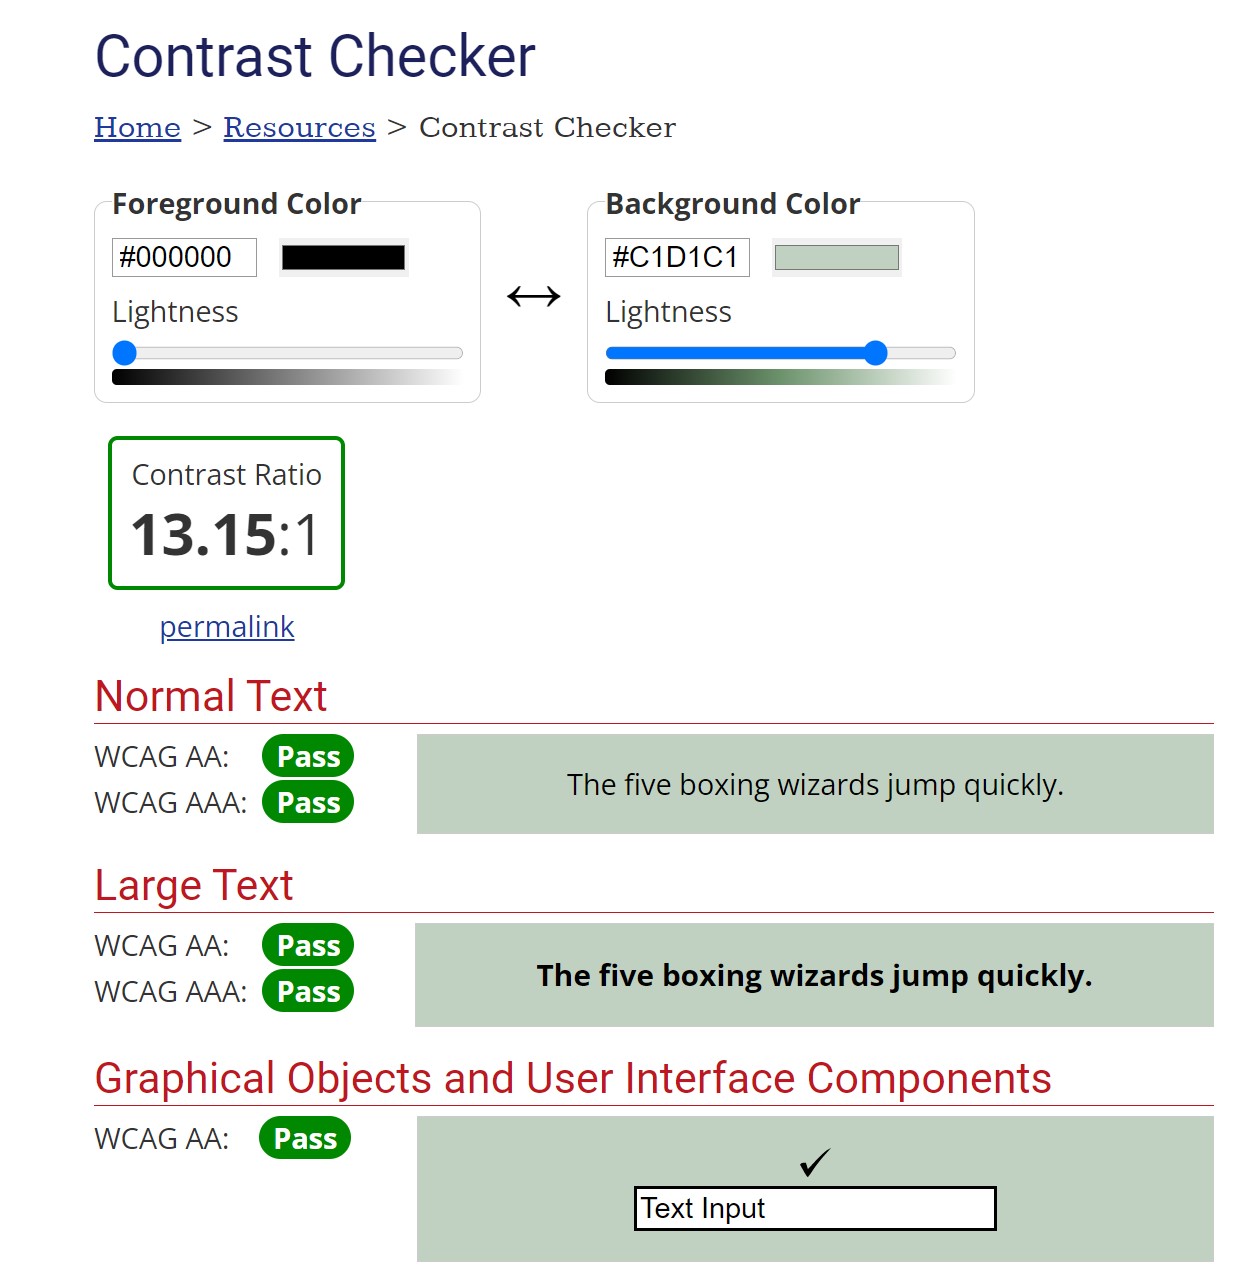 Contrast Checker
Home > Resources > Contrast Checker
Foreground Color
#000000
Lightness
Background Color
#C1D1C1
Lightness
Contrast Ratio
13.15:1
permalink
Normal Text
WCAG AA: Pass
WCAG AAA: Pass
The five boxing wizards jump quickly.
Large Text
WCAG AA: Pass
WCAG AAA: Pass
The five boxing wizards jump quickly.
Graphical Objects and User Interface Components
WCAG AA: Pass
✓
Text Input